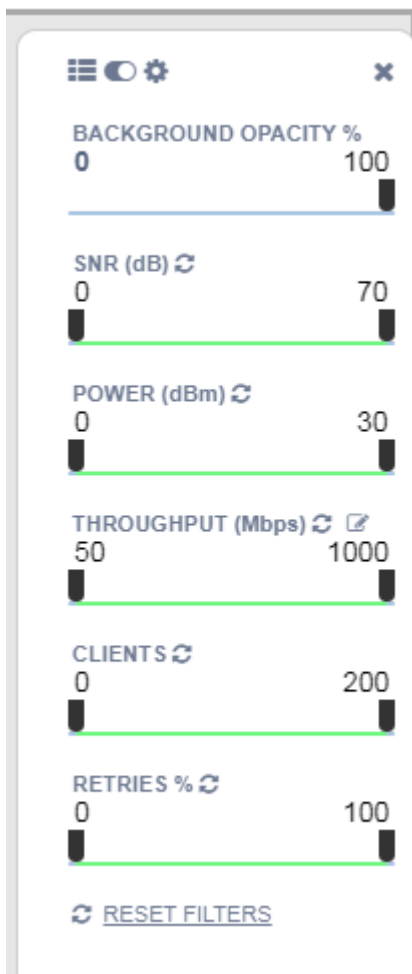 BACKGROUND OPACITY %
0 100
SNR (dB)
0 70
POWER (dBm)
0 30
THROUGHPUT (Mbps)
50 1000
CLIENTS
0 200
RETRIES %
0 100
RESET FILTERS